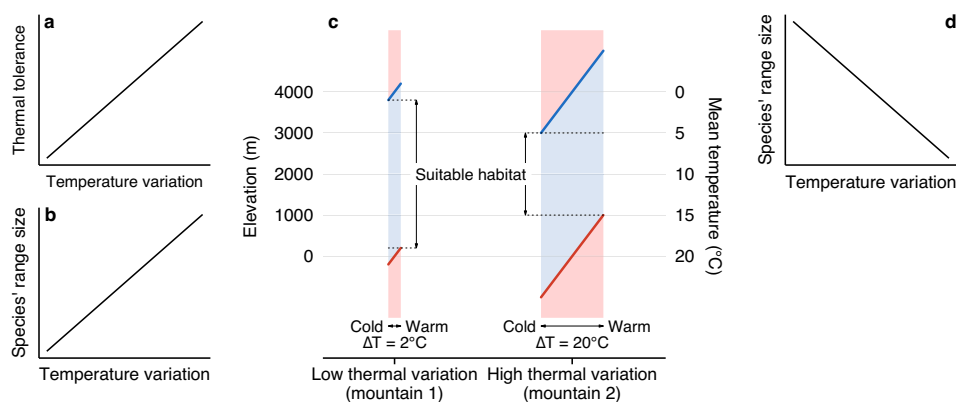 a
Thermal tolerance
Temperature variation
b
Species' range size
Temperature variation
c
Elevation (m)
4000
3000
2000
1000
0
Suitable habitat
0
5
10
15
20
Mean temperature (°C)
Cold Warm
ΔT = 2°C
Cold Warm
ΔT = 20°C
Low thermal variation
(mountain 1)
High thermal variation
(mountain 2)
d
Species' range size
Temperature variation